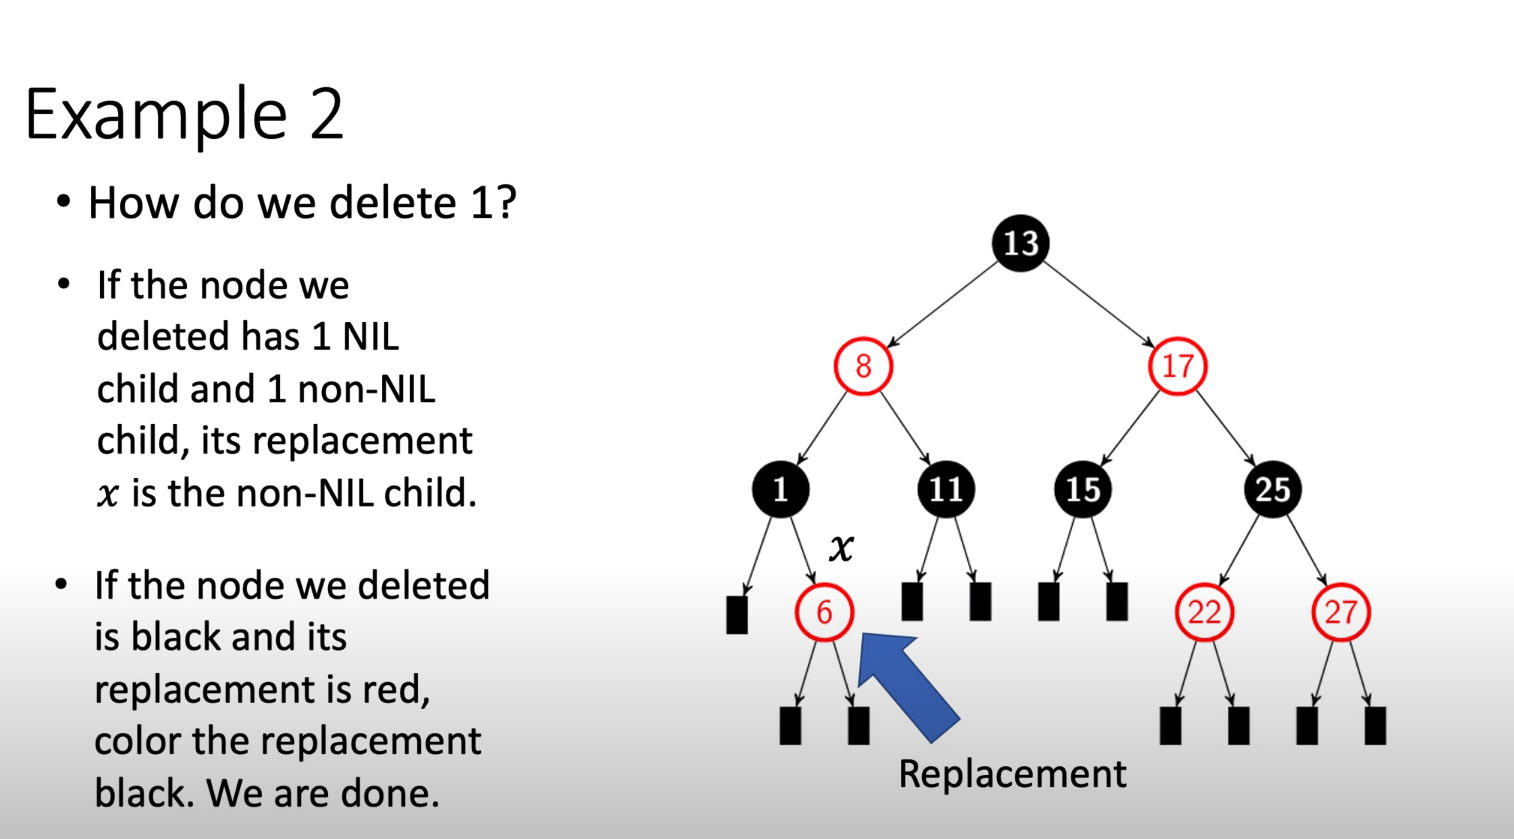 Example 2
• How do we delete 1?
• If the node we
deleted has 1 NIL
child and 1 non-NIL
child, its replacement
x is the non-NIL child.
• If the node we deleted
is black and its
replacement is red,
color the replacement
black. We are done.
13
8 17
1 11 15 25
x
6 22 27
Replacement